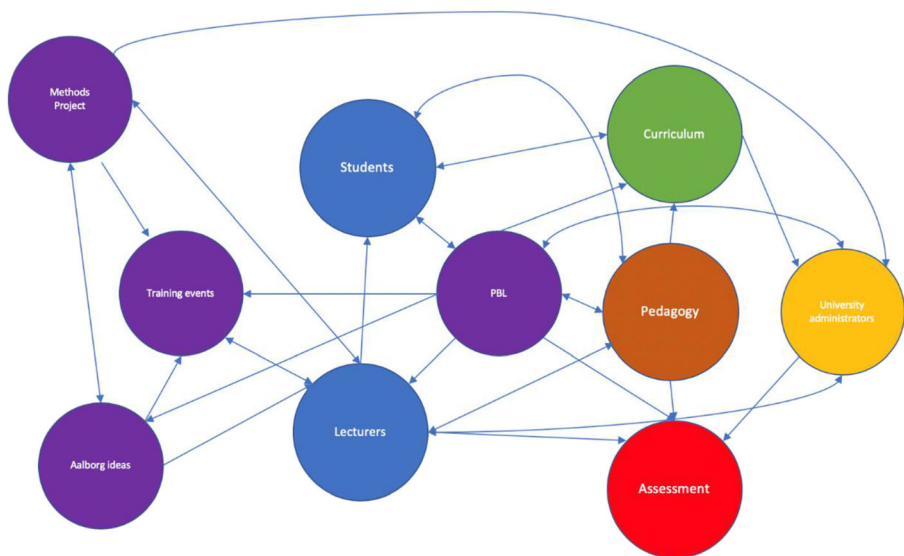 Methods
Project
Students
Curriculum
Training events
PBL
Pedagogy
University
administrators
Lecturers
Aalborg ideas
Assessment